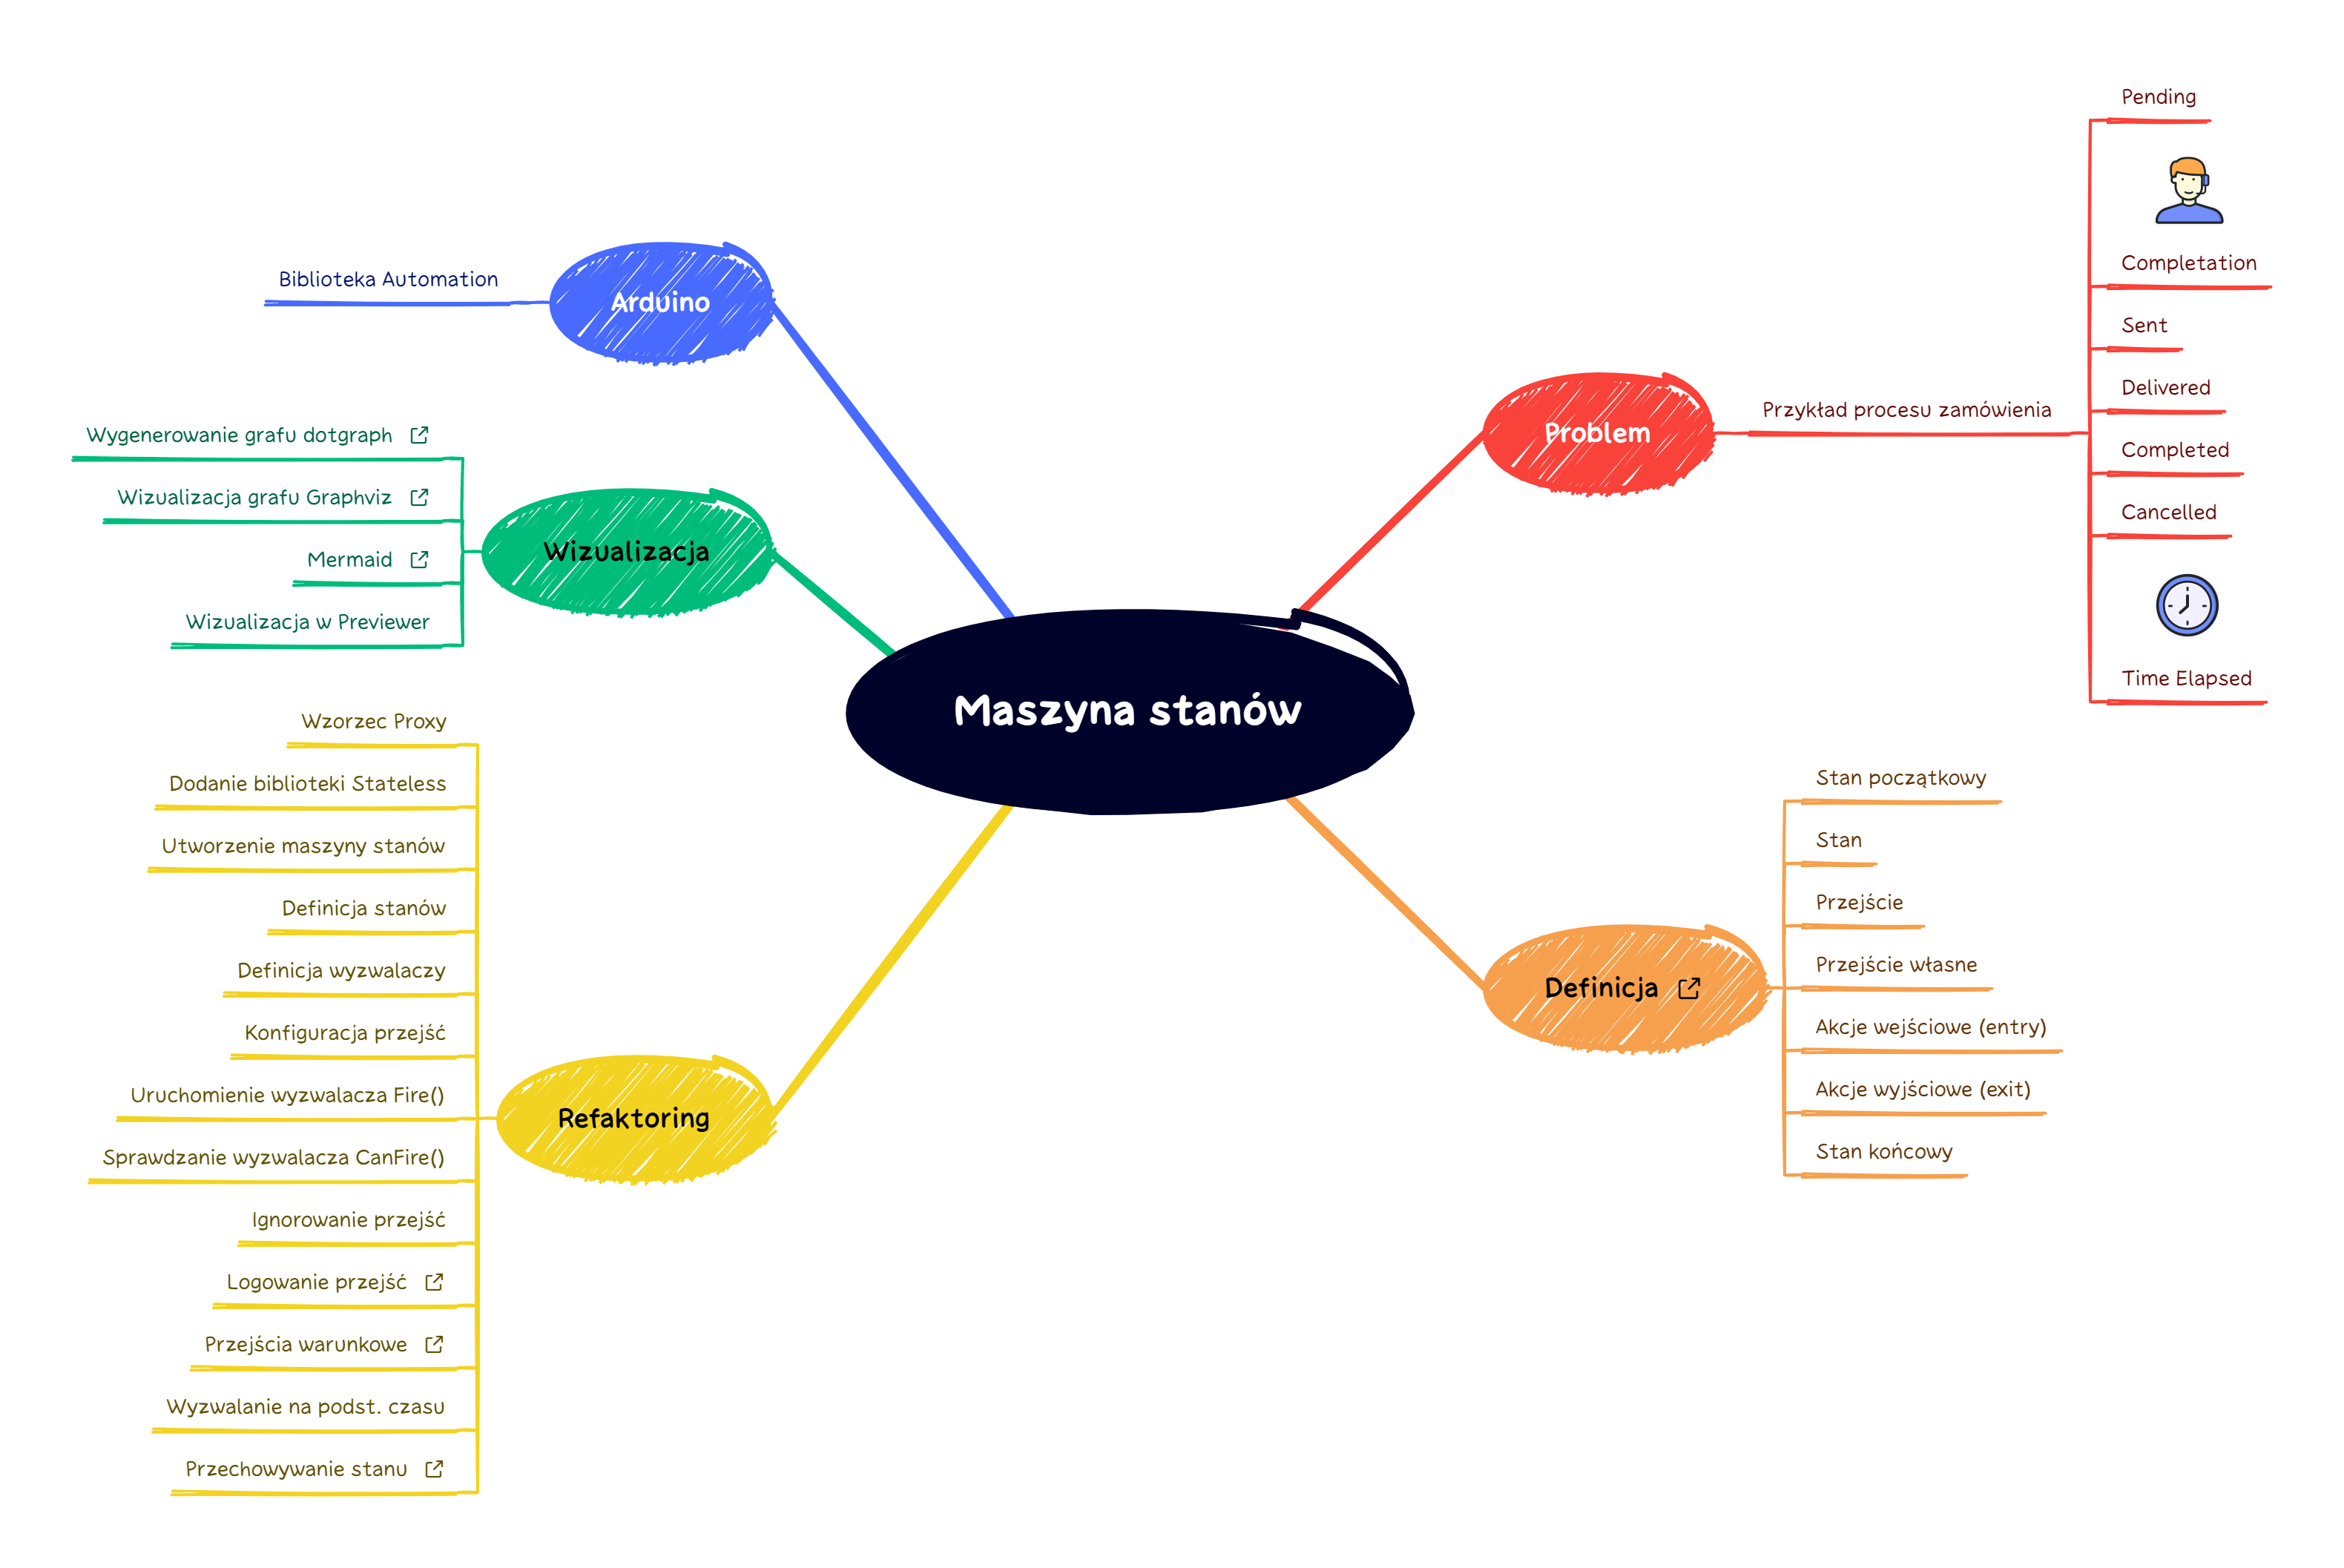 Maszyna stanów
Problem
Przykład procesu zamówienia
Pending
Completation
Sent
Delivered
Completed
Cancelled
Time Elapsed
Definicja
Stan początkowy
Stan
Przejście
Przejście własne
Akcje wejściowe (entry)
Akcje wyjściowe (exit)
Stan końcowy
Refaktoring
Wzorzec Proxy
Dodanie biblioteki Stateless
Utworzenie maszyny stanów
Definicja stanów
Definicja wyzwalaczy
Konfiguracja przejść
Uruchomienie wyzwalacza Fire()
Sprawdzanie wyzwalacza CanFire()
Ignorowanie przejść
Logowanie przejść
Przejścia warunkowe
Wyzwalanie na podst. czasu
Przechowywanie stanu
Wizualizacja
Wygenerowanie grafu dotgraph
Wizualizacja grafu Graphviz
Mermaid
Wizualizacja w Previewer
Arduino
Biblioteka Automation